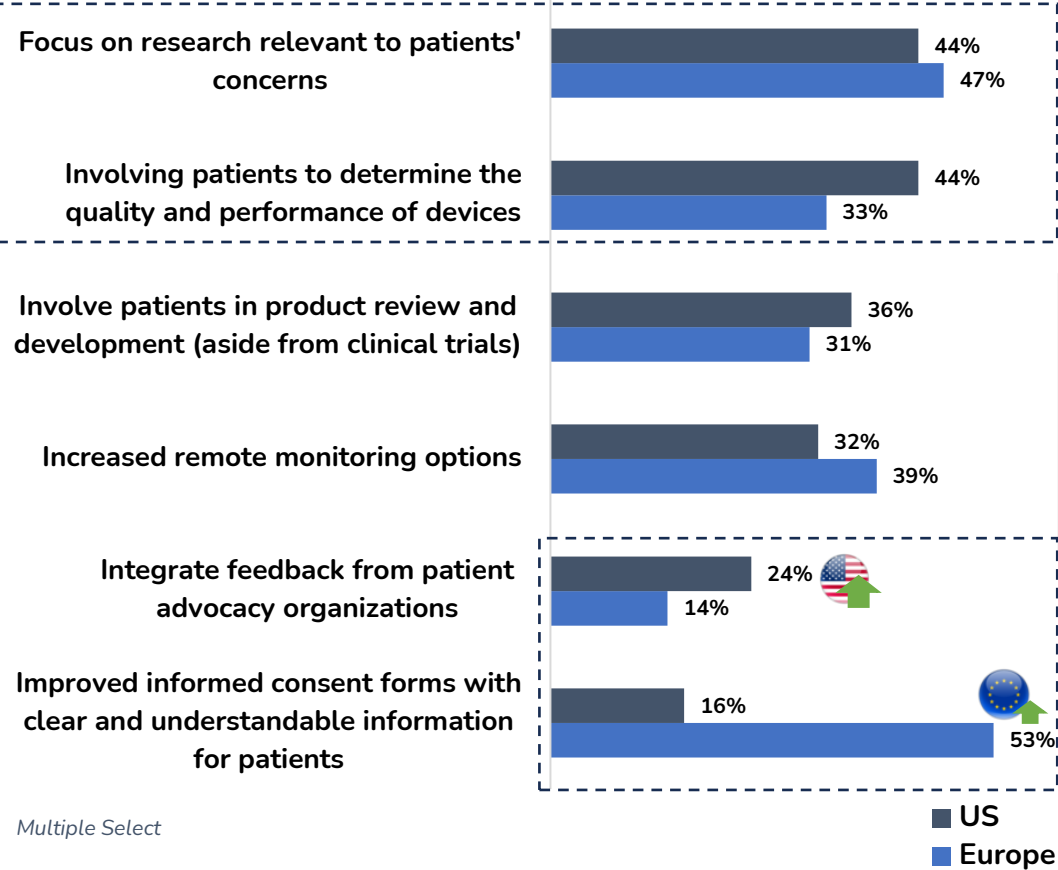 Focus on research relevant to patients'
concerns
44%
47%
Involving patients to determine the
quality and performance of devices
44%
33%
Involve patients in product review and
development (aside from clinical trials)
36%
31%
Increased remote monitoring options
32%
39%
Integrate feedback from patient
advocacy organizations
24%
14%
Improved informed consent forms with
clear and understandable information
for patients
16%
53%
Multiple Select
US
Europe